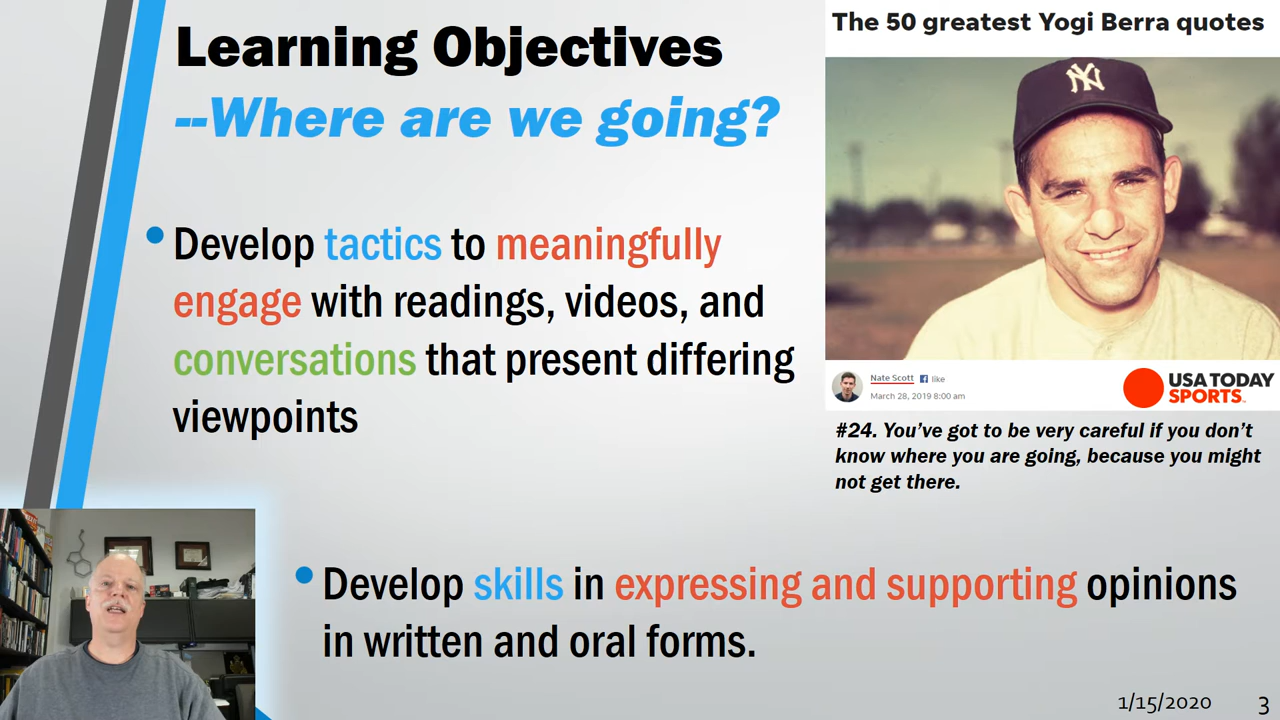 Learning Objectives
--Where are we going?
Develop tactics to meaningfully
engage with readings, videos, and
conversations that present differing
viewpoints
The 50 greatest Yogi Berra quotes
NY
Nate Scott like
March 28, 2019 8:00 am
USA TODAY
SPORTS
#24. You’ve got to be very careful if you don’t
know where you are going, because you might
not get there.
Develop skills in expressing and supporting opinions
in written and oral forms.
1/15/2020 3